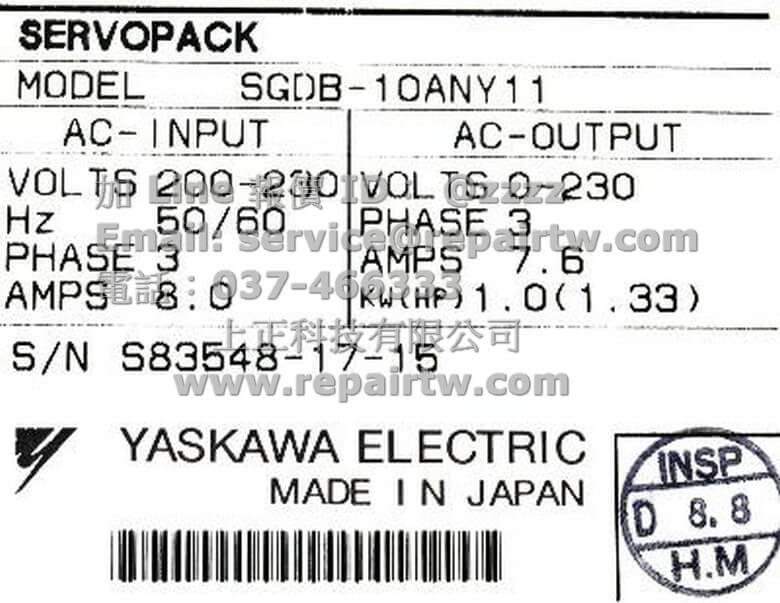 SERVOPACK
MODEL SGDB-10ANY11
AC-INPUT AC-OUTPUT
VOLTS 200-230 VOLTS 0-230
加 Line 報價 ID: @zzzz
Hz 50/60 PHASE 3
Email: service@repairtw.com
PHASE 3 AMPS 7.6
電話: 037-466333
AMPS 8.0 KW(HP) 1.0(1.33)
上正科技有限公司
S/N S83548-17-15
www.repairtw.com
YASKAWA ELECTRIC
MADE IN JAPAN
INSP
D 8.8
H.M